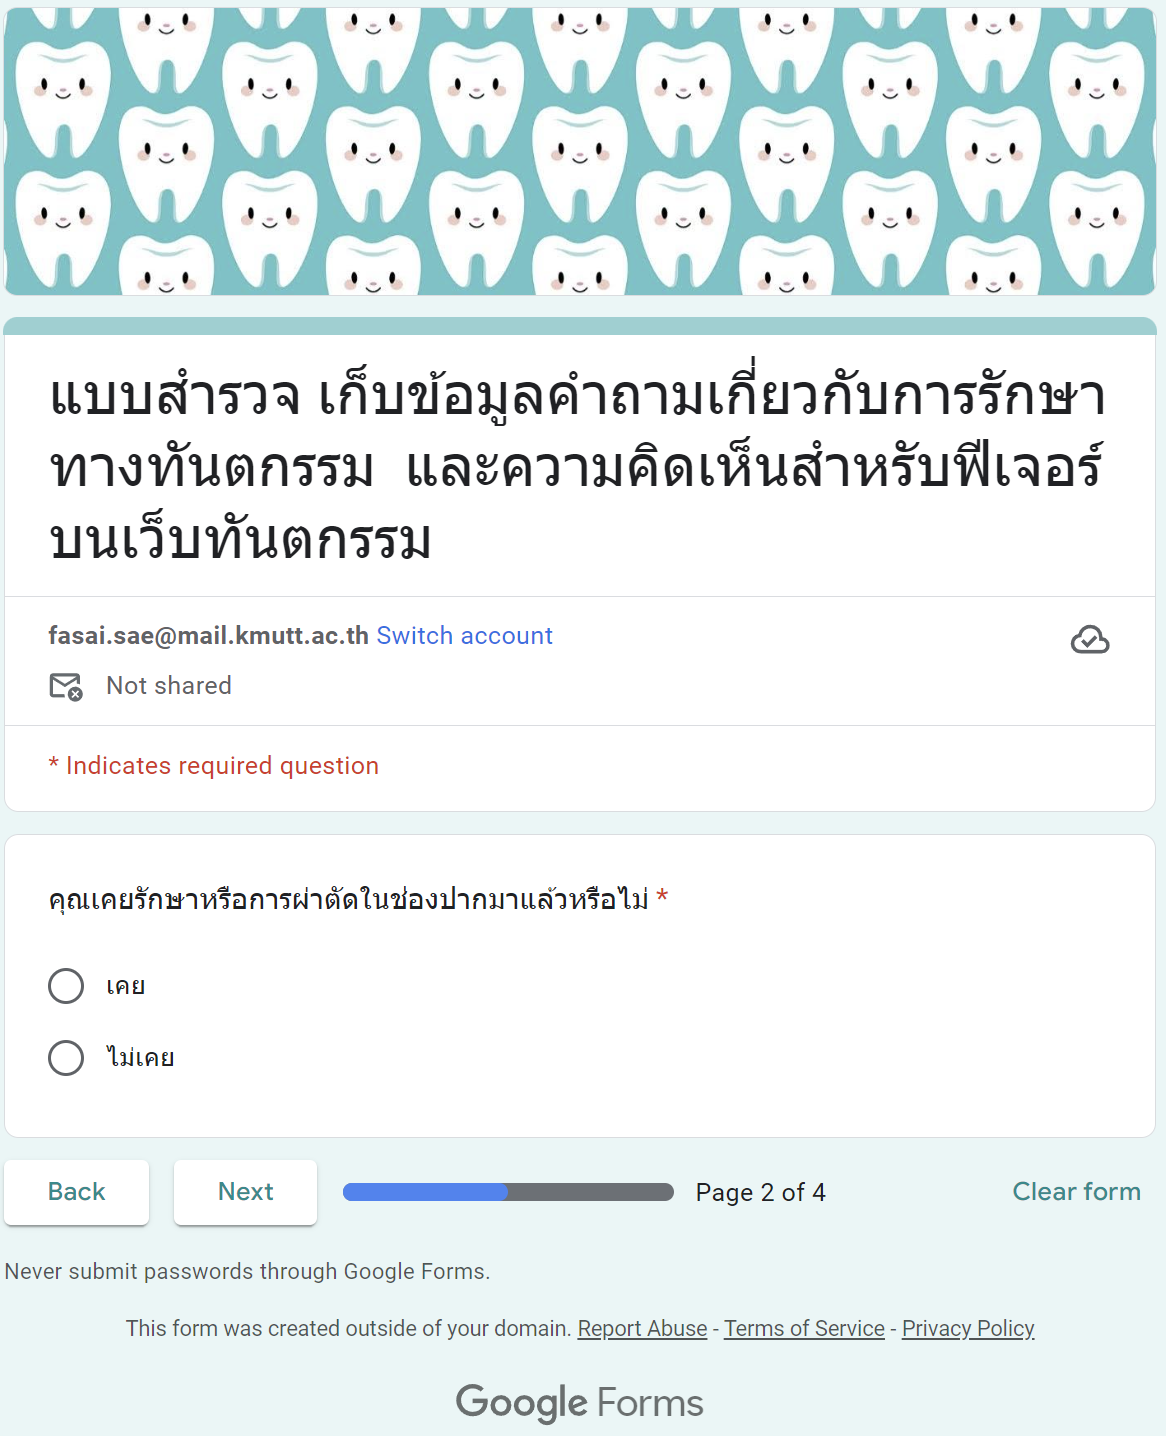 แบบสำรวจ เก็บข้อมูลคำถามเกี่ยวกับการรักษา
ทางทันตกรรม และความคิดเห็นสำหรับฟีเจอร์
บนเว็บทันตกรรม
fasai.sae@mail.kmutt.ac.th Switch account
Not shared
* Indicates required question
คุณเคยรักษาหรือการผ่าตัดในช่องปากมาแล้วหรือไม่ *
เคย
ไม่เคย
Back Next Page 2 of 4 Clear form
Never submit passwords through Google Forms.
This form was created outside of your domain. Report Abuse - Terms of Service - Privacy Policy
Google Forms